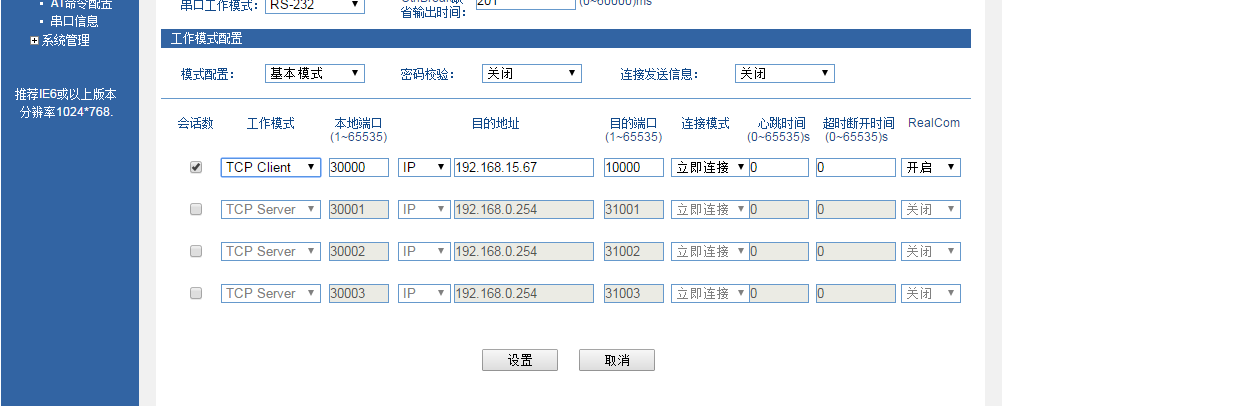 AT命令配置
串口信息
系统管理
推荐IE6或以上版本
分辨率1024*768.
串口工作模式: RS-232
省输出时间: 201 (0~60000)ms
工作模式配置
模式配置: 基本模式 密码校验: 关闭 连接发送信息: 关闭
会话数 工作模式 本地端口 目的地址 目的端口 连接模式 心跳时间 超时断开时间 RealCom
(1~65535) (1~65535) (0~65535)s (0~65535)s
TCP Client 30000 IP 192.168.15.67 10000 立即连接 0 0 开启
TCP Server 30001 IP 192.168.0.254 31001 立即连接 0 0 关闭
TCP Server 30002 IP 192.168.0.254 31002 立即连接 0 0 关闭
TCP Server 30003 IP 192.168.0.254 31003 立即连接 0 0 关闭
设置 取消